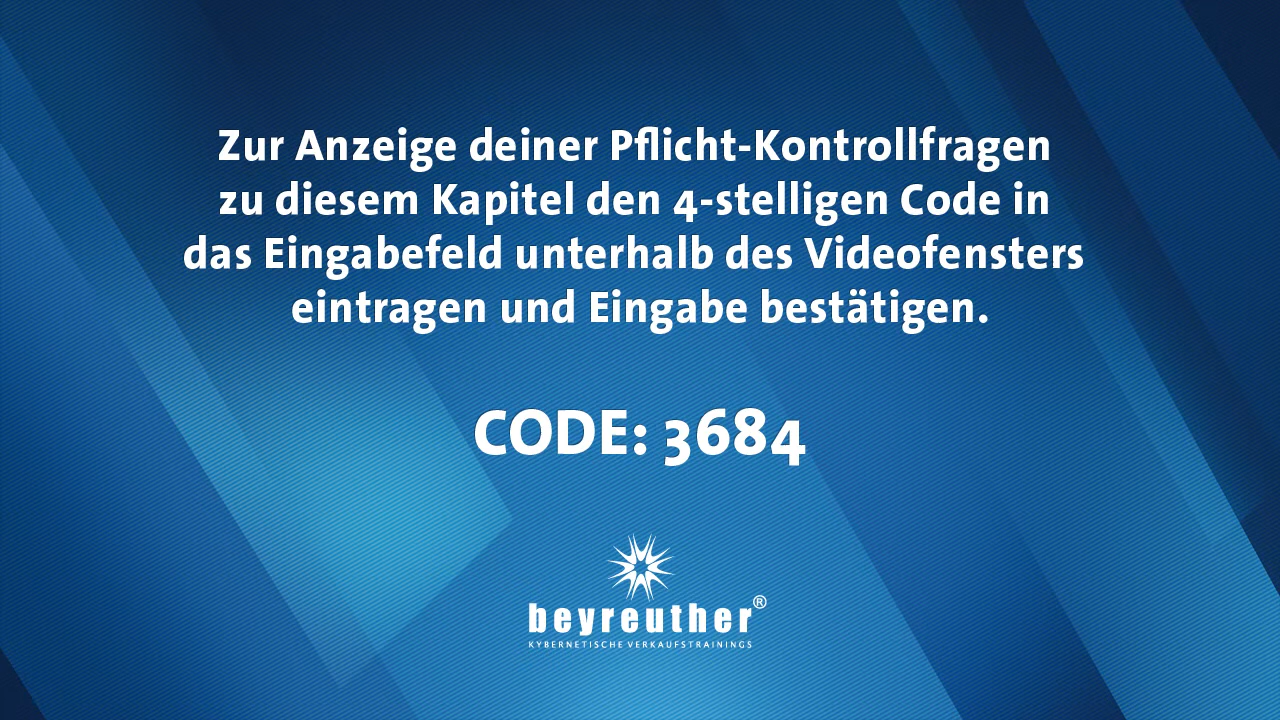 Zur Anzeige deiner Pflicht-Kontrollfragen
zu diesem Kapitel den 4-stelligen Code in
das Eingabefeld unterhalb des Videofensters
eintragen und Eingabe bestätigen.
CODE: 3684
beyreuther®
KYBERNETISCHE VERKAUFSTRAININGS